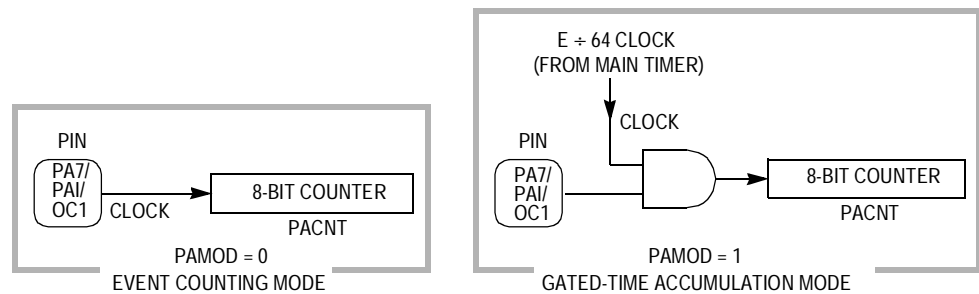 PIN
PA7/
PAI/
OC1
CLOCK
8-BIT COUNTER
PACNT
PAMOD = 0
EVENT COUNTING MODE
E ÷ 64 CLOCK
(FROM MAIN TIMER)
CLOCK
PIN
PA7/
PAI/
OC1
8-BIT COUNTER
PACNT
PAMOD = 1
GATED-TIME ACCUMULATION MODE